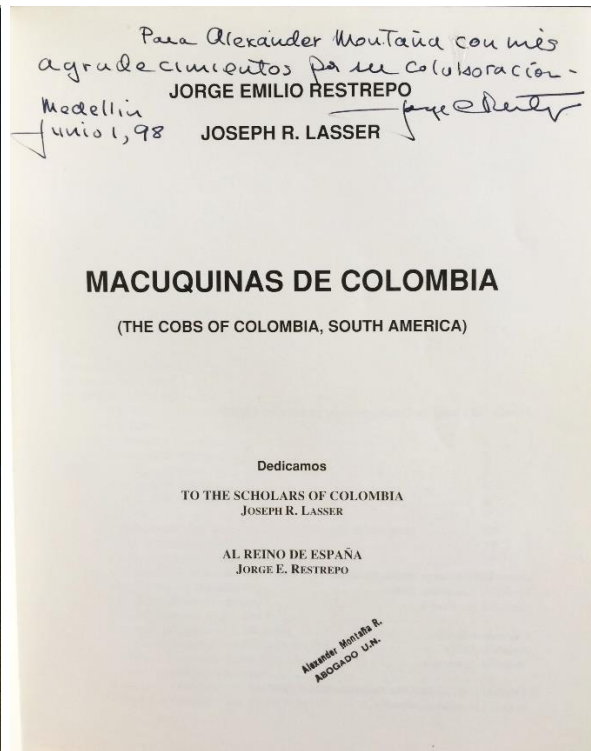 Para Alexander Montaña con mis
agradecimientos por su colaboración-
Medellin
Junio 1, 98
JORGE EMILIO RESTREPO
JOSEPH R. LASSER
MACUQUINAS DE COLOMBIA
(THE COBS OF COLOMBIA, SOUTH AMERICA)
Dedicamos
TO THE SCHOLARS OF COLOMBIA
JOSEPH R. LASSER
AL REINO DE ESPAÑA
JORGE E. RESTREPO
Alexander Montaña R.
ABOGADO U.N.